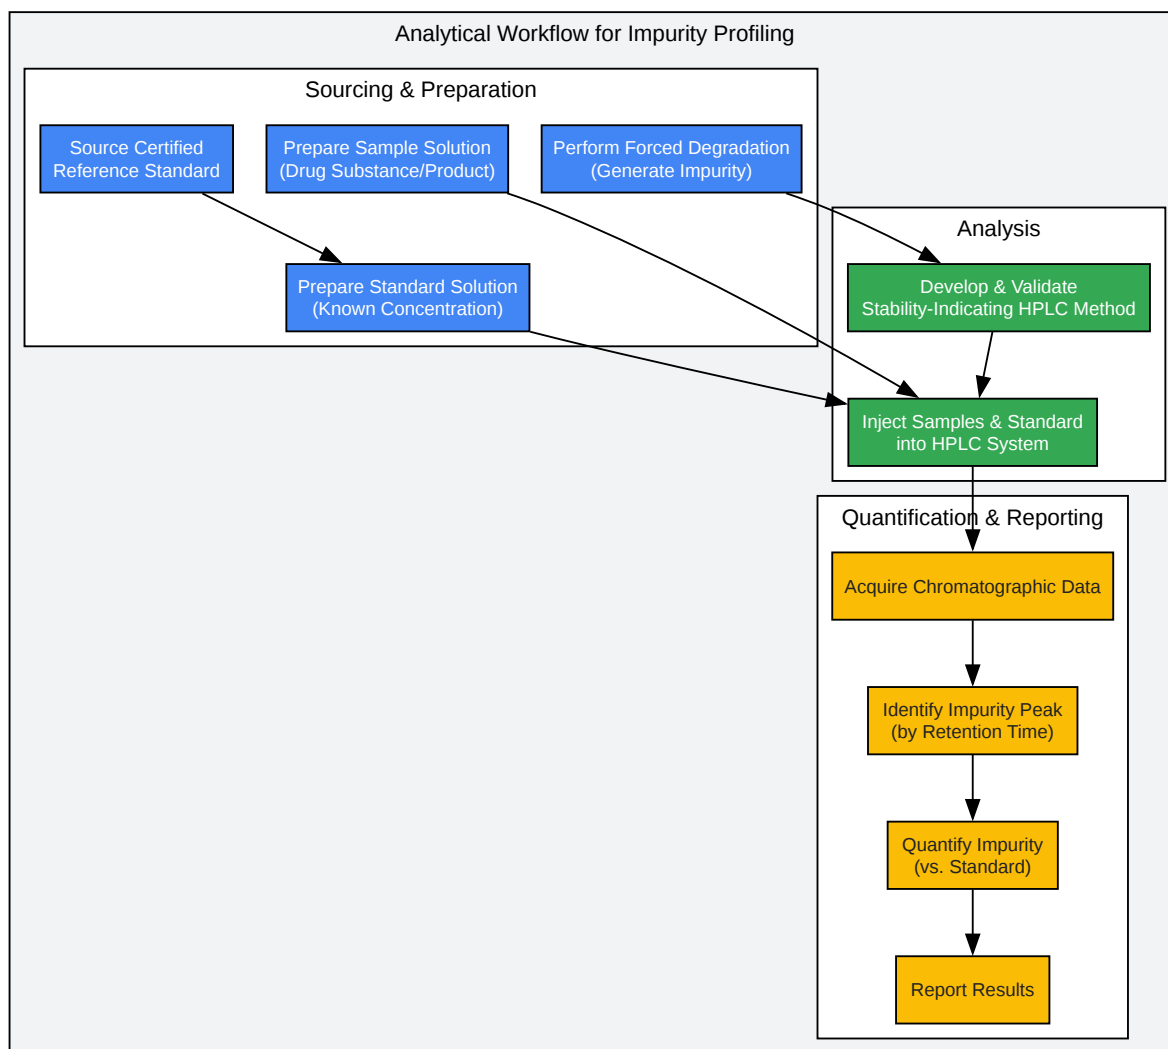 Analytical Workflow for Impurity Profiling
Sourcing & Preparation
Source Certified
Reference Standard
Prepare Sample Solution
(Drug Substance/Product)
Perform Forced Degradation
(Generate Impurity)
Prepare Standard Solution
(Known Concentration)
Analysis
Develop & Validate
Stability-Indicating HPLC Method
Inject Samples & Standard
into HPLC System
Quantification & Reporting
Acquire Chromatographic Data
Identify Impurity Peak
(by Retention Time)
Quantify Impurity
(vs. Standard)
Report Results